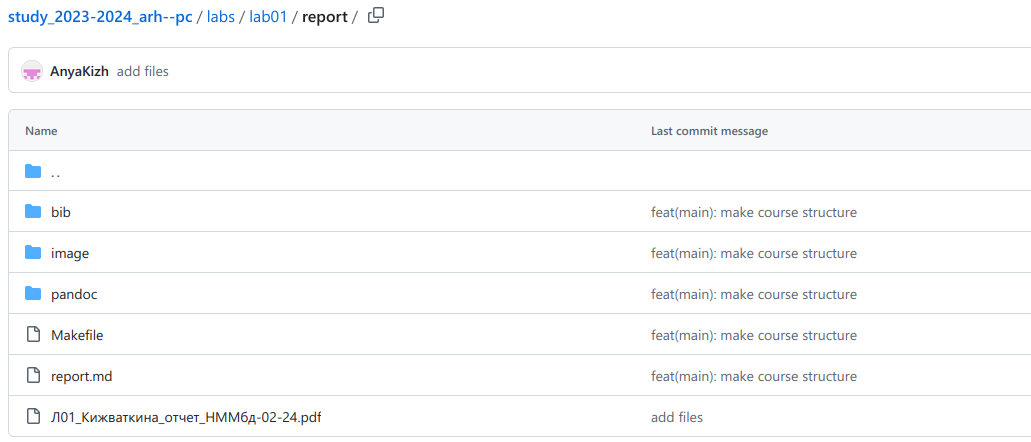 study_2023-2024_arh--pc / labs / lab01 / report /
AnyaKizh add files
Name Last commit message
..
bib feat(main): make course structure
image feat(main): make course structure
pandoc feat(main): make course structure
Makefile feat(main): make course structure
report.md feat(main): make course structure
Л01_Кижваткина_отчет_НММбд-02-24.pdf add files